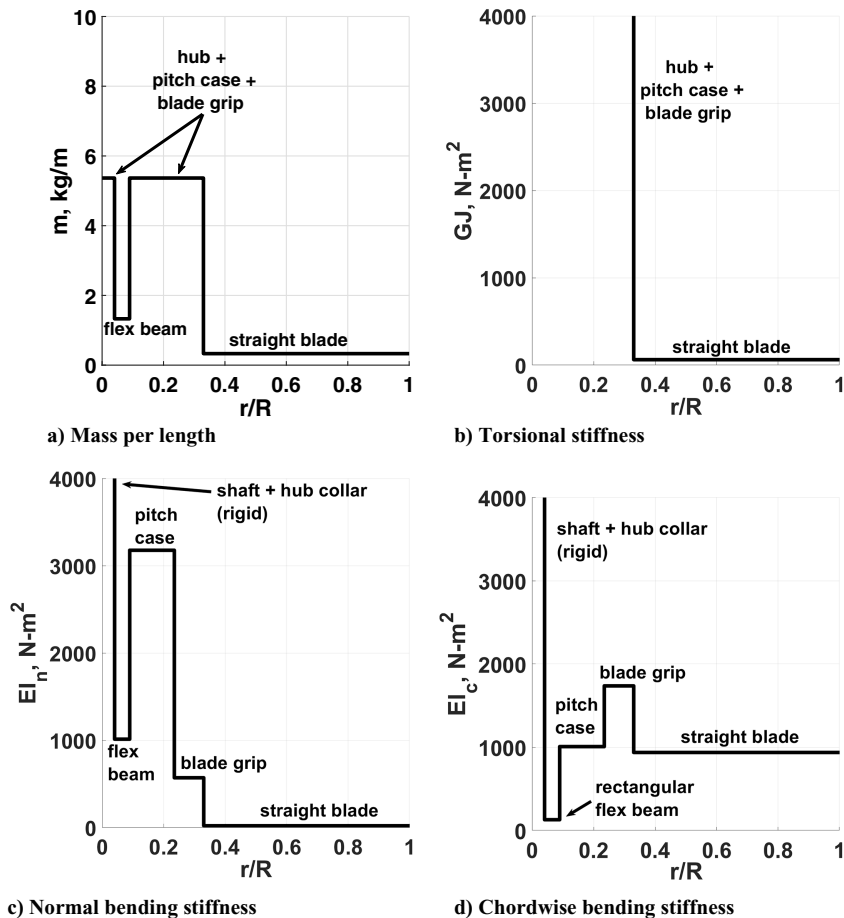 10
8
6
4
2
0
m, kg/m
hub +
pitch case +
blade grip
flex beam
straight blade
0 0.2 0.4 0.6 0.8 1
r/R
a) Mass per length
4000
3000
2000
1000
0
GJ, N-m²
hub +
pitch case +
blade grip
straight blade
0 0.2 0.4 0.6 0.8 1
r/R
b) Torsional stiffness
4000
3000
2000
1000
0
EIₙ, N-m²
shaft + hub collar
(rigid)
pitch
case
flex
beam
blade grip
straight blade
0 0.2 0.4 0.6 0.8 1
r/R
c) Normal bending stiffness
4000
3000
2000
1000
0
EI_c, N-m²
shaft + hub collar
(rigid)
blade grip
pitch
case
straight blade
rectangular
flex beam
0 0.2 0.4 0.6 0.8 1
r/R
d) Chordwise bending stiffness